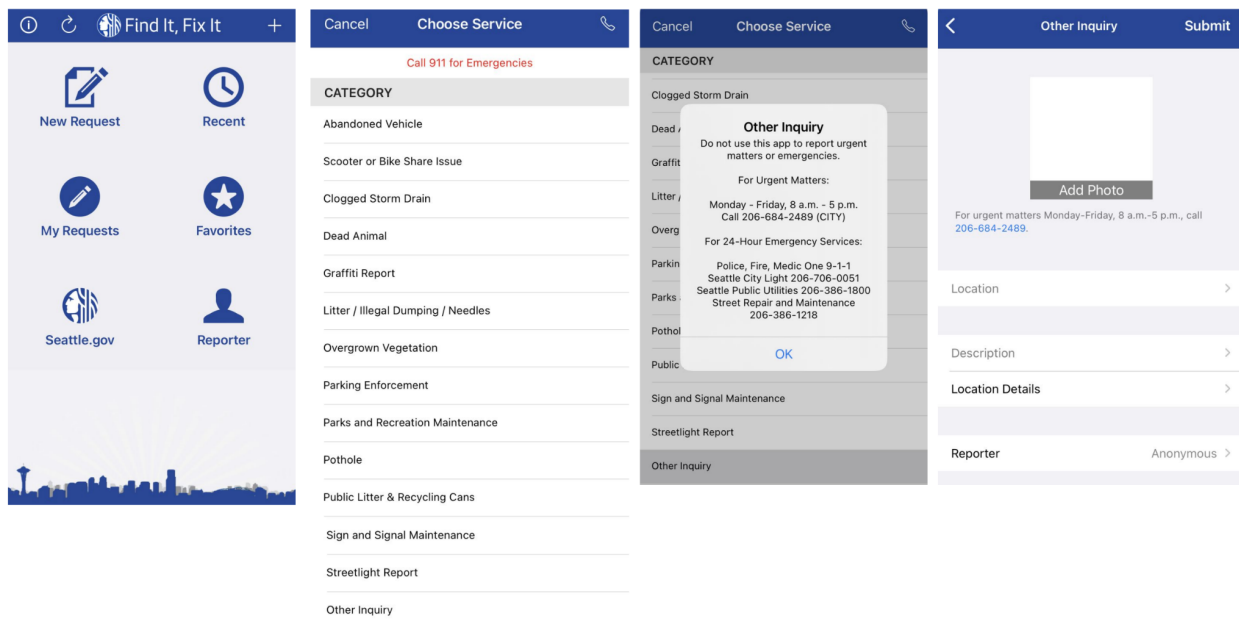 Find It, Fix It
New Request
Recent
My Requests
Favorites
Seattle.gov
Reporter
Cancel
Choose Service
Call 911 for Emergencies
CATEGORY
Abandoned Vehicle
Scooter or Bike Share Issue
Clogged Storm Drain
Dead Animal
Graffiti Report
Litter / Illegal Dumping / Needles
Overgrown Vegetation
Parking Enforcement
Parks and Recreation Maintenance
Pothole
Public Litter & Recycling Cans
Sign and Signal Maintenance
Streetlight Report
Other Inquiry
Cancel
Choose Service
CATEGORY
Clogged Storm Drain
Dead
Graffit
Litter
Overg
Parkin
Parks
Pothol
Public
Other Inquiry
Do not use this app to report urgent
matters or emergencies.
For Urgent Matters:
Monday - Friday, 8 a.m. - 5 p.m.
Call 206-684-2489 (CITY)
For 24-Hour Emergency Services:
Police, Fire, Medic One 9-1-1
Seattle City Light 206-706-0051
Seattle Public Utilities 206-386-1800
Street Repair and Maintenance
206-386-1218
OK
Sign and Signal Maintenance
Streetlight Report
Other Inquiry
Other Inquiry
Submit
Add Photo
For urgent matters Monday-Friday, 8 a.m.-5 p.m., call
206-684-2489.
Location
Description
Location Details
Reporter
Anonymous